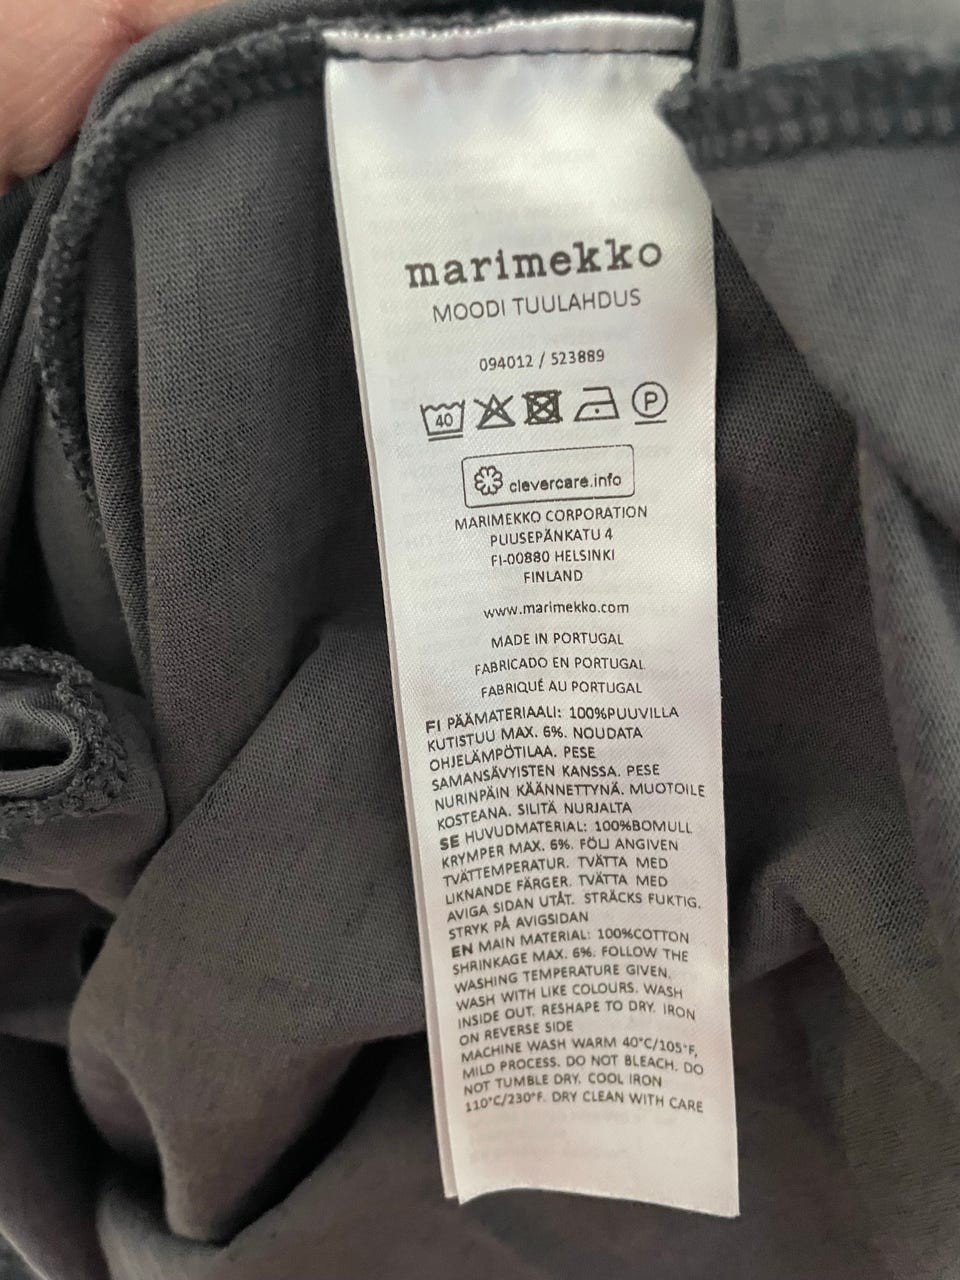 marimekko
MOODI TUULAHDUS
094012 / 523889
40 P
clevercare.info
MARIMEKKO CORPORATION
PUUSEPÄNKATU 4
FI-00880 HELSINKI
FINLAND
www.marimekko.com
MADE IN PORTUGAL
FABRICADO EN PORTUGAL
FABRIQUÉ AU PORTUGAL
FI PÄÄMATERIAALI: 100%PUUVILLA
KUTISTUU MAX. 6%. NOUDATA
OHJELÄMPÖTILAA. PESE
SAMANSÄVYISTEN KANSSA. PESE
NURINPÄIN KÄÄNNETTYNÄ. MUOTOILE
KOSTEANA. SILITÄ NURJALTA
SE HUVUDMATERIAL: 100%BOMULL
KRYMPER MAX. 6%. FÖLJ ANGIVEN
TVÄTTEMPERATUR. TVÄTTA MED
LIKNANDE FÄRGER. TVÄTTA MED
AVIGA SIDAN UTÅT. STRÄCKS FUKTIG.
STRYK PÅ AVIGSIDAN
EN MAIN MATERIAL: 100%COTTON
SHRINKAGE MAX. 6%. FOLLOW THE
WASHING TEMPERATURE GIVEN.
WASH WITH LIKE COLOURS. WASH
INSIDE OUT. RESHAPE TO DRY. IRON
ON REVERSE SIDE
MACHINE WASH WARM 40°C/105°F,
MILD PROCESS. DO NOT BLEACH. DO
NOT TUMBLE DRY. COOL IRON
110°C/230°F. DRY CLEAN WITH CARE